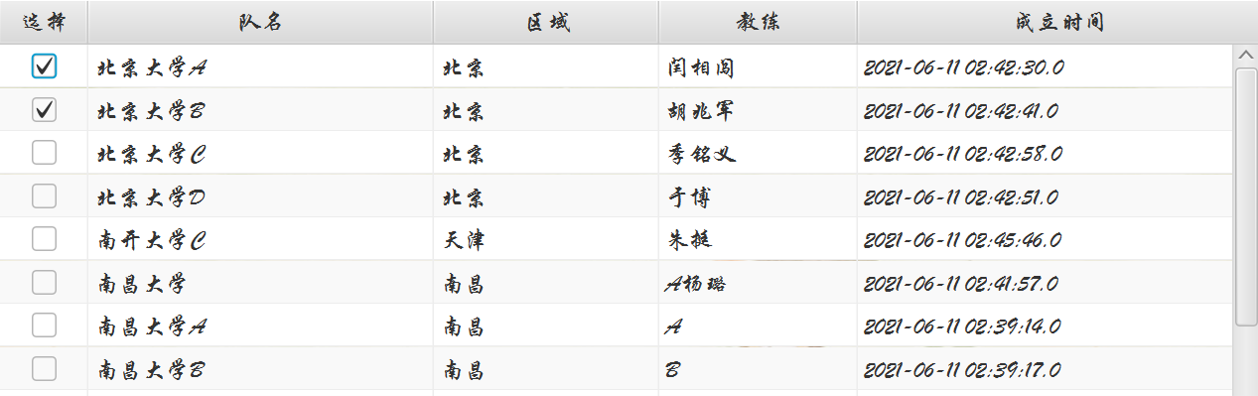 选择 队名 区域 教练 成立时间
北京大学A 北京 闫相闯 2021-06-11 02:42:30.0
北京大学B 北京 胡兆军 2021-06-11 02:42:41.0
北京大学C 北京 季铭义 2021-06-11 02:42:58.0
北京大学D 北京 于博 2021-06-11 02:42:51.0
南开大学C 天津 朱挺 2021-06-11 02:45:46.0
南昌大学 南昌 A杨璐 2021-06-11 02:41:57.0
南昌大学A 南昌 A 2021-06-11 02:39:14.0
南昌大学B 南昌 B 2021-06-11 02:39:17.0